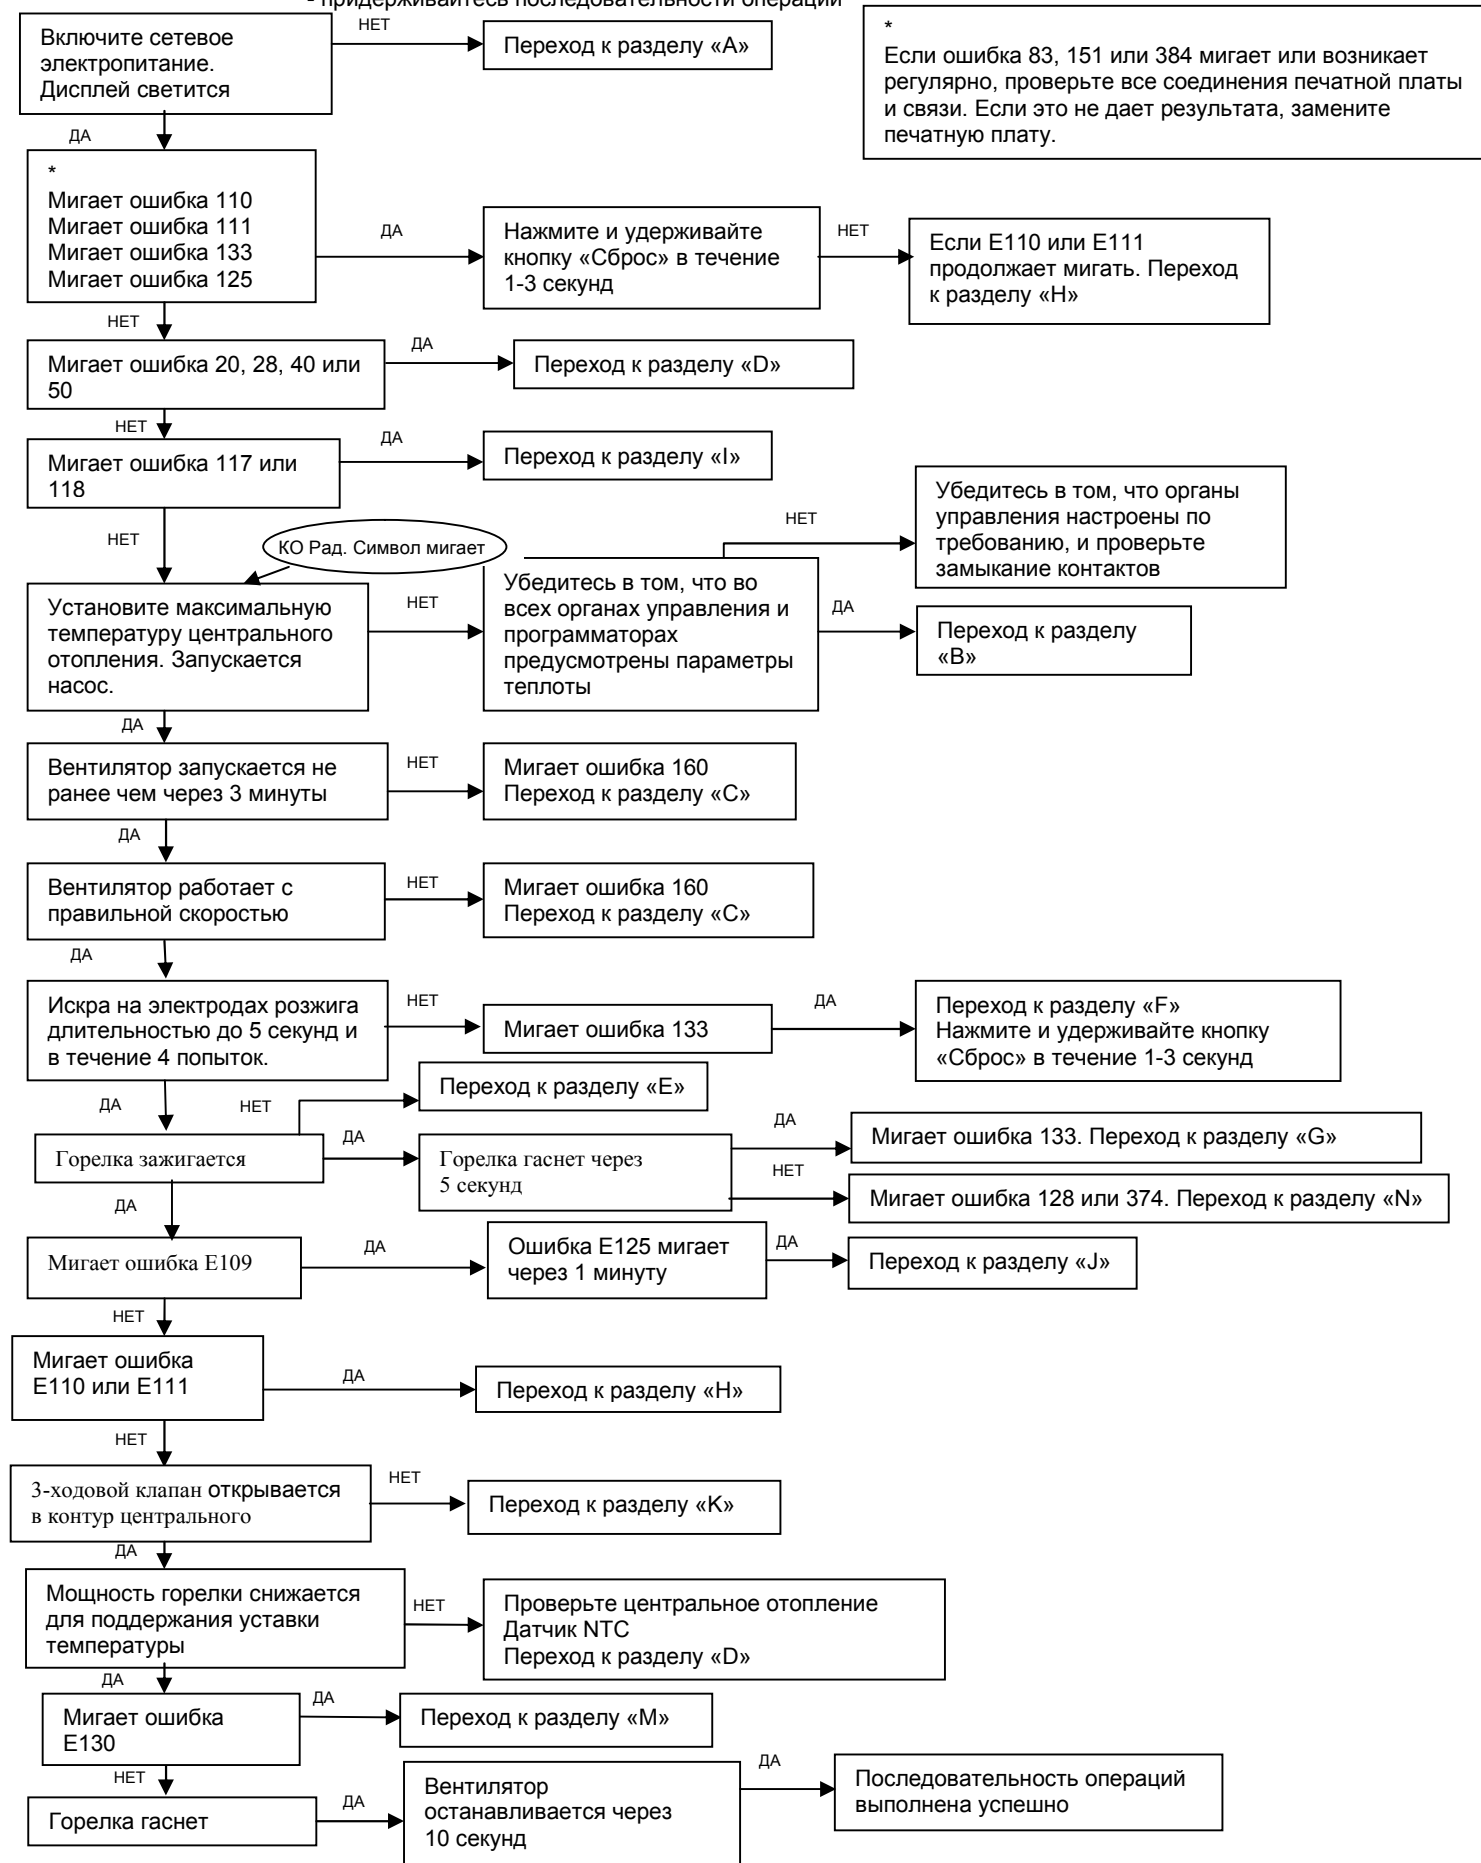 - придерживайтесь последовательности операций
Включите сетевое
электропитание.
Дисплей светится
НЕТ
Переход к разделу «А»
*
Если ошибка 83, 151 или 384 мигает или возникает
регулярно, проверьте все соединения печатной платы
и связи. Если это не дает результата, замените
печатную плату.
ДА
*
Мигает ошибка 110
Мигает ошибка 111
Мигает ошибка 133
Мигает ошибка 125
ДА
Нажмите и удерживайте
кнопку «Сброс» в течение
1-3 секунд
НЕТ
Если E110 или E111
продолжает мигать. Переход
к разделу «H»
НЕТ
Мигает ошибка 20, 28, 40 или
50
ДА
Переход к разделу «D»
НЕТ
Мигает ошибка 117 или
118
ДА
Переход к разделу «I»
НЕТ
КО Рад. Символ мигает
Установите максимальную
температуру центрального
отопления. Запускается
насос.
НЕТ
Убедитесь в том, что во
всех органах управления и
программаторах
предусмотрены параметры
теплоты
НЕТ
Убедитесь в том, что органы
управления настроены по
требованию, и проверьте
замыкание контактов
ДА
Переход к разделу
«B»
ДА
Вентилятор запускается не
ранее чем через 3 минуты
НЕТ
Мигает ошибка 160
Переход к разделу «C»
ДА
Вентилятор работает с
правильной скоростью
НЕТ
Мигает ошибка 160
Переход к разделу «C»
ДА
Искра на электродах розжига
длительностью до 5 секунд и
в течение 4 попыток.
НЕТ
Мигает ошибка 133
ДА
Переход к разделу «F»
Нажмите и удерживайте кнопку
«Сброс» в течение 1-3 секунд
ДА
НЕТ
Переход к разделу «E»
Горелка зажигается
ДА
Горелка гаснет через
5 секунд
ДА
Мигает ошибка 133. Переход к разделу «G»
НЕТ
Мигает ошибка 128 или 374. Переход к разделу «N»
ДА
Мигает ошибка E109
ДА
Ошибка E125 мигает
через 1 минуту
ДА
Переход к разделу «J»
НЕТ
Мигает ошибка
E110 или E111
ДА
Переход к разделу «H»
НЕТ
3-ходовой клапан открывается
в контур центрального
НЕТ
Переход к разделу «K»
ДА
Мощность горелки снижается
для поддержания уставки
температуры
НЕТ
Проверьте центральное отопление
Датчик NTC
Переход к разделу «D»
ДА
Мигает ошибка
E130
ДА
Переход к разделу «M»
НЕТ
Горелка гаснет
ДА
Вентилятор
останавливается через
10 секунд
ДА
Последовательность операций
выполнена успешно